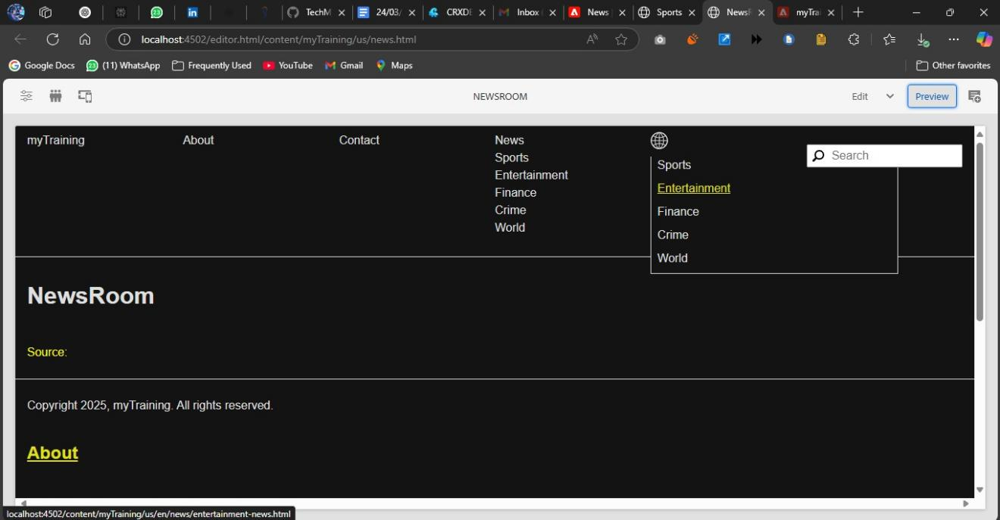 23
in
TechM
24/03/
CRXDE
Inbox (
News
Sports
NewsR
myTrai
localhost:4502/editor.html/content/myTraining/us/news.html
Google Docs
(11) WhatsApp
Frequently Used
YouTube
Gmail
Maps
Other favorites
NEWSROOM
Edit
Preview
myTraining
About
Contact
News
Sports
Entertainment
Finance
Crime
World
Sports
Entertainment
Finance
Crime
World
Search
NewsRoom
Source:
Copyright 2025, myTraining. All rights reserved.
About
localhost:4502/content/myTraining/us/en/news/entertainment-news.html